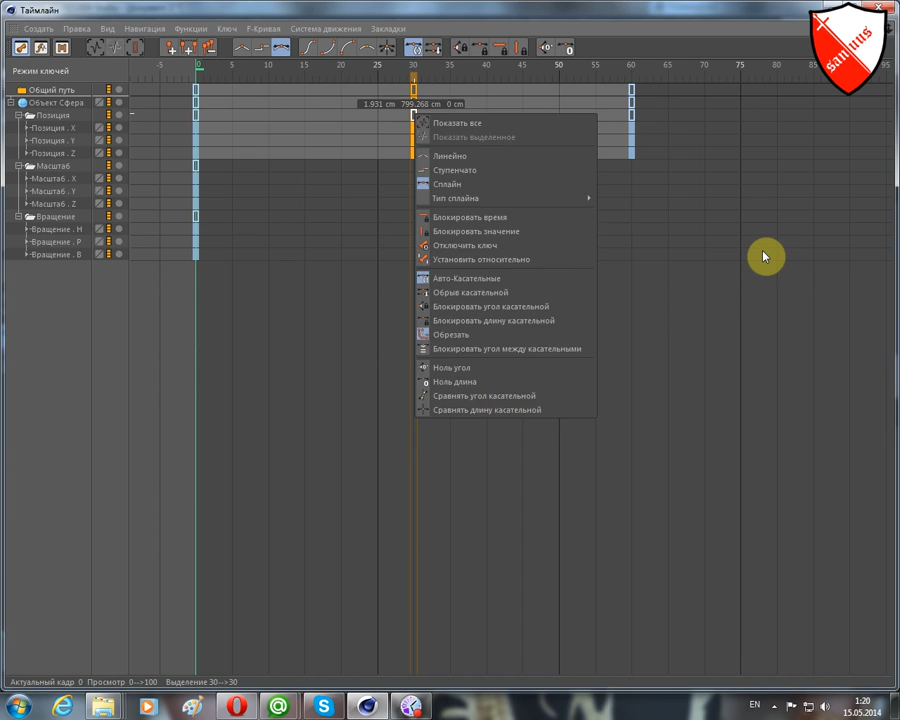 Таймлайн
Создать Правка Вид Навигация Функции Ключ F-Кривая Система движения Закладки
Режим ключей
-5 0 5 10 15 20 25 30 35 40 45 50 55 60 65 70 75 80 85 90 95
Общий путь
Объект Сфера
1.931 cm 799.268 cm 0 cm
Позиция
Позиция . X
Позиция . Y
Позиция . Z
Масштаб
Масштаб . X
Масштаб . Y
Масштаб . Z
Вращение
Вращение . H
Вращение . P
Вращение . B
Показать все
Показать выделенное
Линейно
Ступенчато
Сплайн
Тип сплайна
Блокировать время
Блокировать значение
Отключить ключ
Установить относительно
Авто-Касательные
Обрыв касательной
Блокировать угол касательной
Блокировать длину касательной
Обрезать
Блокировать угол между касательными
Ноль угол
Ноль длина
Сравнять угол касательной
Сравнять длину касательной
san
uus
Актуальный кадр 0 Просмотр 0-->100 Выделение 30-->30
EN
1:20
15.05.2014